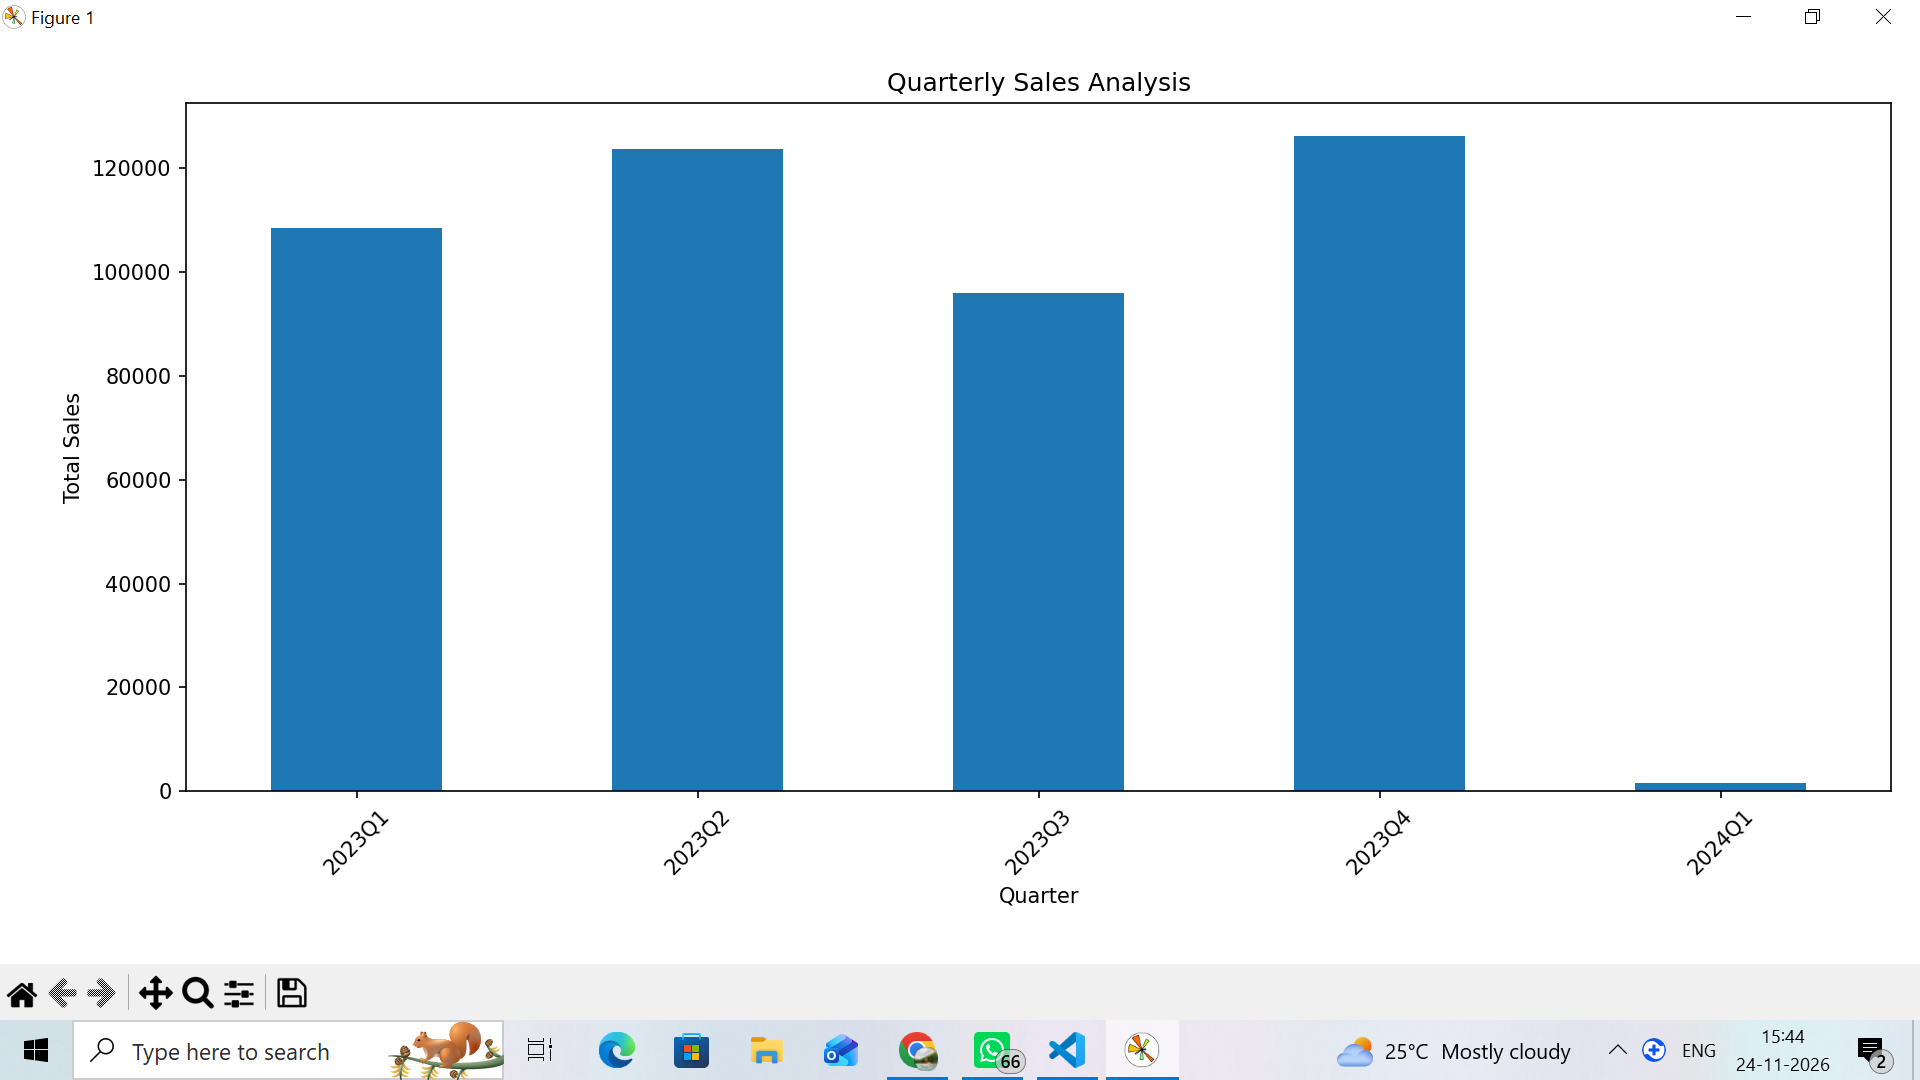 Figure 1
Quarterly Sales Analysis
120000
100000
80000
60000
40000
20000
0
Total Sales
2023Q1
2023Q2
2023Q3
2023Q4
2024Q1
Quarter
Type here to search
66
25°C Mostly cloudy
ENG
15:44
24-11-2026
2